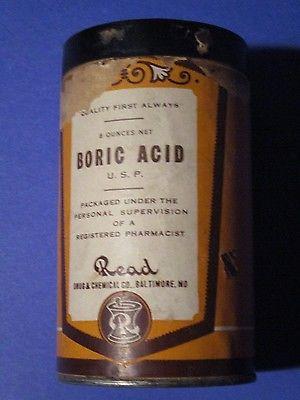 QUALITY FIRST ALWAYS
8 OUNCES NET
BORIC ACID
U. S. P.
PACKAGED UNDER THE
PERSONAL SUPERVISION
OF A
REGISTERED PHARMACIST
Read
DRUG & CHEMICAL CO., BALTIMORE, MD
R